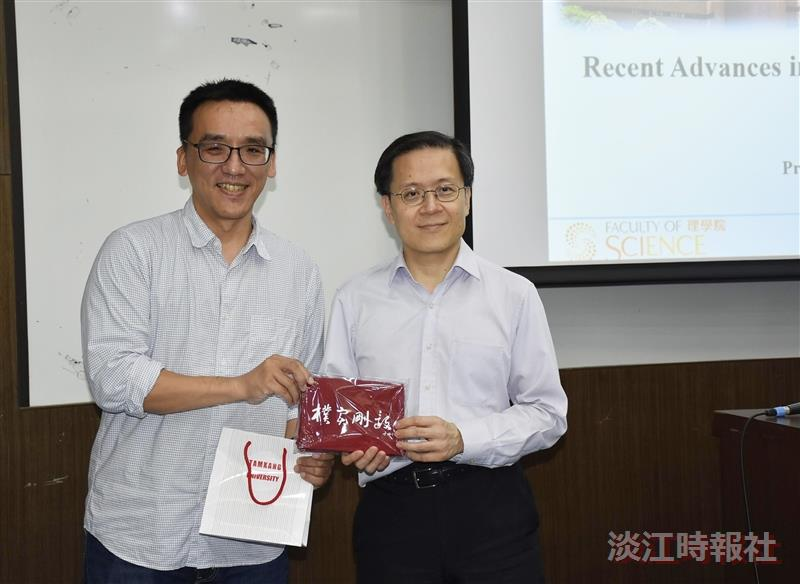 Recent Advances in
Pr
FACULTY OF 理學院
SCIENCE
樸實剛毅
TAMKANG
UNIVERSITY
淡江時報社